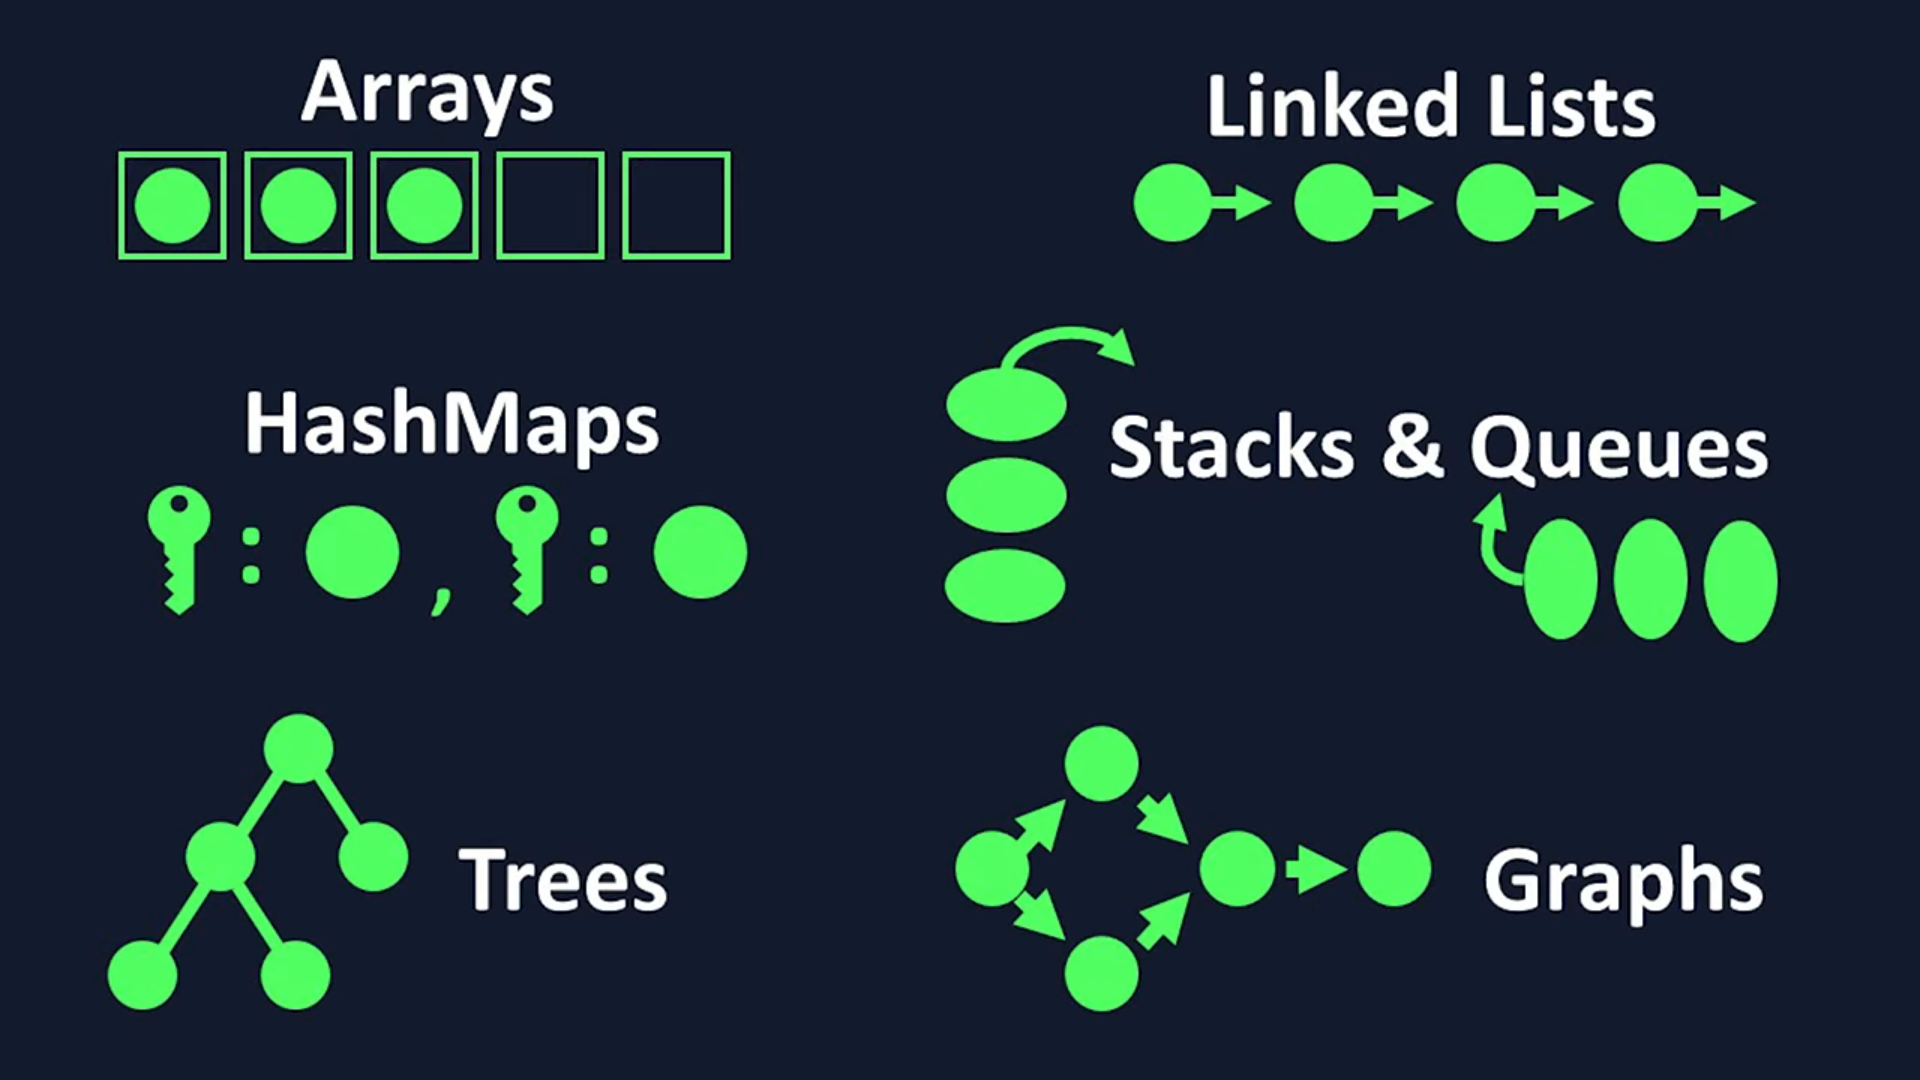 Arrays
Linked Lists
HashMaps
: , :
Stacks & Queues
Trees
Graphs